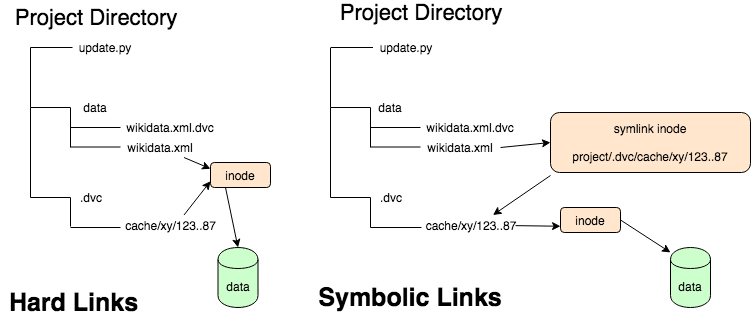 Project Directory
update.py
data
wikidata.xml.dvc
wikidata.xml
inode
.dvc
cache/xy/123..87
data
Hard Links
Project Directory
update.py
data
wikidata.xml.dvc
wikidata.xml
symlink inode
project/.dvc/cache/xy/123..87
.dvc
cache/xy/123..87
inode
data
Symbolic Links